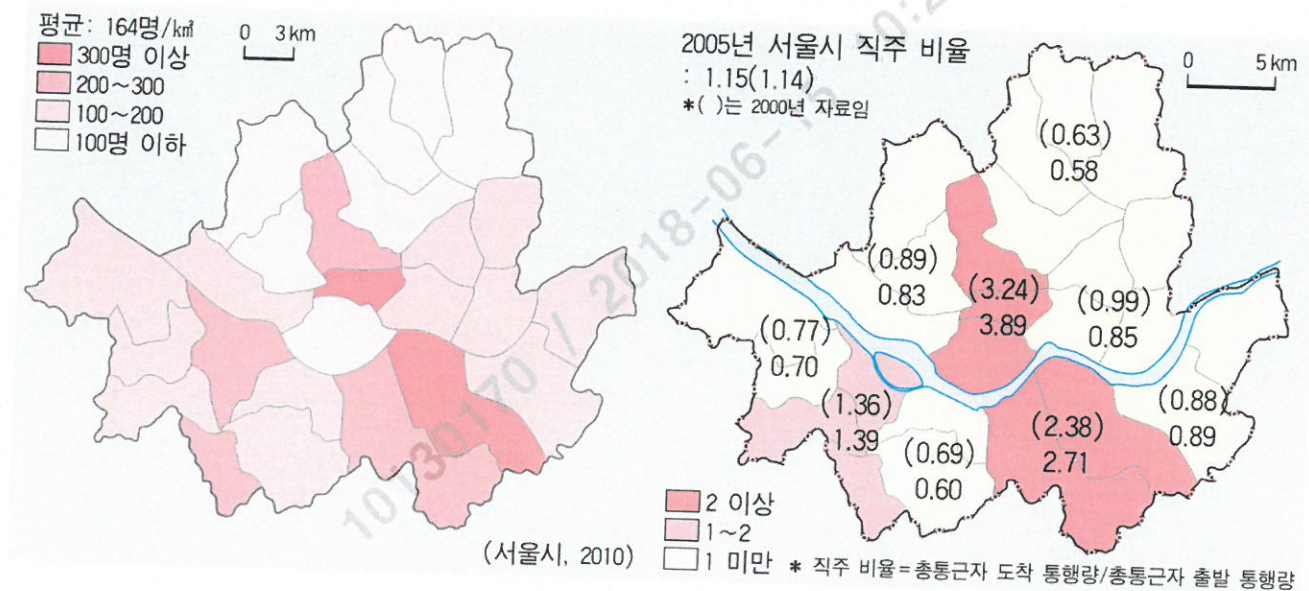 평균: 164명/㎢
0 3km
300명 이상
200~300
100~200
100명 이하
(서울시, 2010)
2005년 서울시 직주 비율
: 1.15(1.14)
*( )는 2000년 자료임
0 5km
(0.63)
0.58
(0.89)
0.83
(3.24)
3.89
(0.99)
0.85
(0.77)
0.70
(1.36)
1.39
(0.69)
0.60
(2.38)
2.71
(0.88)
0.89
2 이상
1~2
1 미만
* 직주 비율=총통근자 도착 통행량/총통근자 출발 통행량